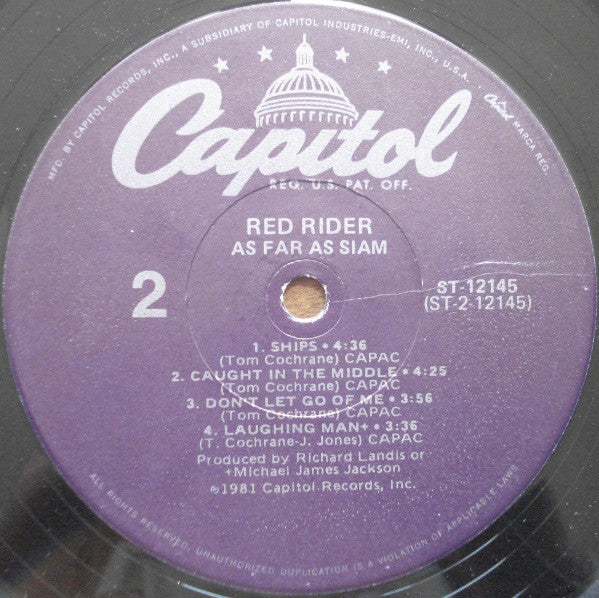 MFD. BY CAPITOL RECORDS, INC., A SUBSIDIARY OF CAPITOL INDUSTRIES-EMI, INC., U.S.A.
Capitol MARCA REG.
Capitol
REG. U.S. PAT. OFF.
RED RIDER
AS FAR AS SIAM
2
ST-12145
(ST-2-12145)
1. SHIPS • 4:36
(Tom Cochrane) CAPAC
2. CAUGHT IN THE MIDDLE • 4:25
(Tom Cochrane) CAPAC
3. DON'T LET GO OF ME • 3:56
(Tom Cochrane) CAPAC
4. LAUGHING MAN+ • 3:36
(T. Cochrane-J. Jones) CAPAC
Produced by Richard Landis or
+Michael James Jackson
℗1981 Capitol Records, Inc.
ALL RIGHTS RESERVED. UNAUTHORIZED DUPLICATION IS A VIOLATION OF APPLICABLE LAWS